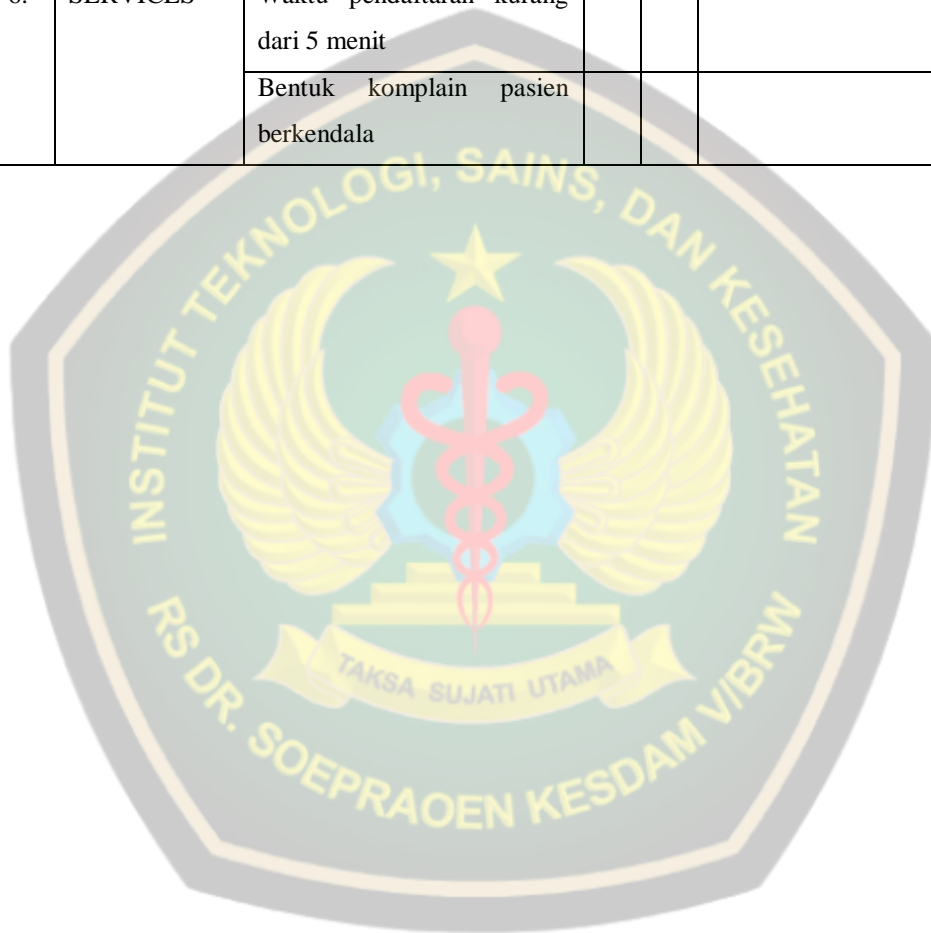 6. SERVICES Waktu pendaftaran kurang
dari 5 menit
Bentuk komplain pasien
berkendala
INSTITUT TEKNOLOGI, SAINS, DAN KESEHATAN
TAKSA SUJATI UTAMA
RS DR. SOEPRAOEN KESDAM V/BRW